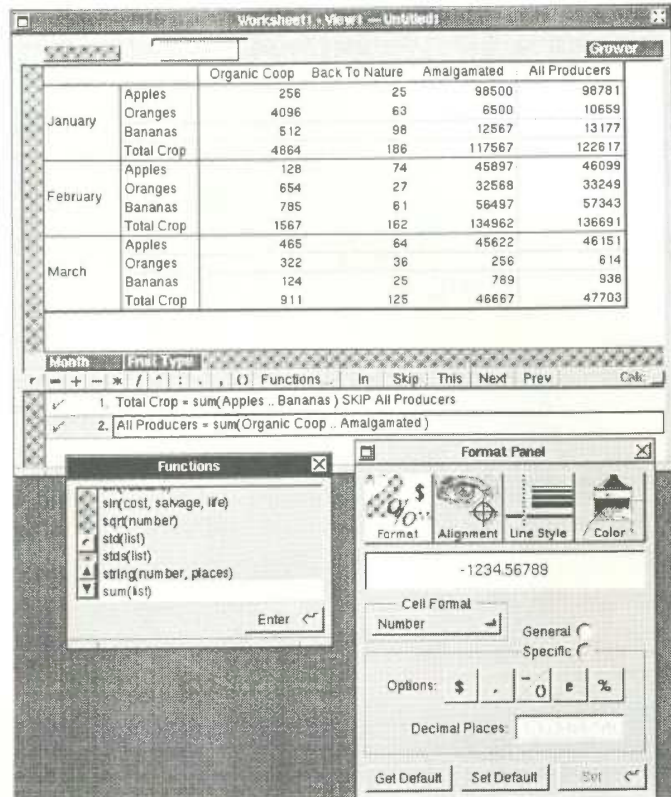 Worksheet1 - View1 — Untitled1
Grower
Organic Coop Back To Nature Amalgamated All Producers
January
Apples 256 25 98500 98781
Oranges 4096 63 6500 10659
Bananas 512 98 12567 13177
Total Crop 4864 186 117567 122617
February
Apples 128 74 45897 46099
Oranges 654 27 32568 33249
Bananas 785 61 56497 57343
Total Crop 1567 162 134962 136691
March
Apples 465 64 45622 46151
Oranges 322 36 256 614
Bananas 124 25 789 938
Total Crop 911 125 46667 47703
Month Fruit Type
= + – * / ^ : . , () Functions .. In Skip This Next Prev Calc
1. Total Crop = sum(Apples .. Bananas ) SKIP All Producers
2. All Producers = sum(Organic Coop .. Amalgamated )
Functions
sln(cost, salvage, life)
sqrt(number)
std(list)
stds(list)
string(number, places)
sum(list)
Enter
Format Panel
Format Alignment Line Style Color
-1234.56789
Cell Format
Number
General
Specific
Options: $ , –() e %
Decimal Places:
Get Default Set Default Set